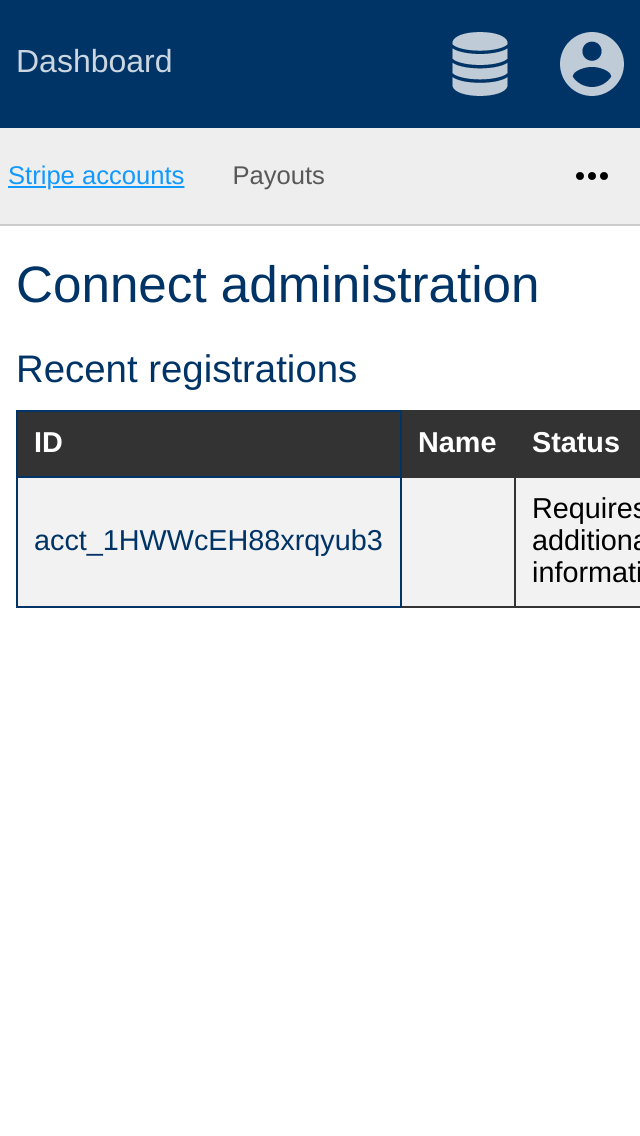 Dashboard
Stripe accounts Payouts
Connect administration
Recent registrations
ID Name Status
acct_1HWWcEH88xrqyub3
Requires
additiona
informati